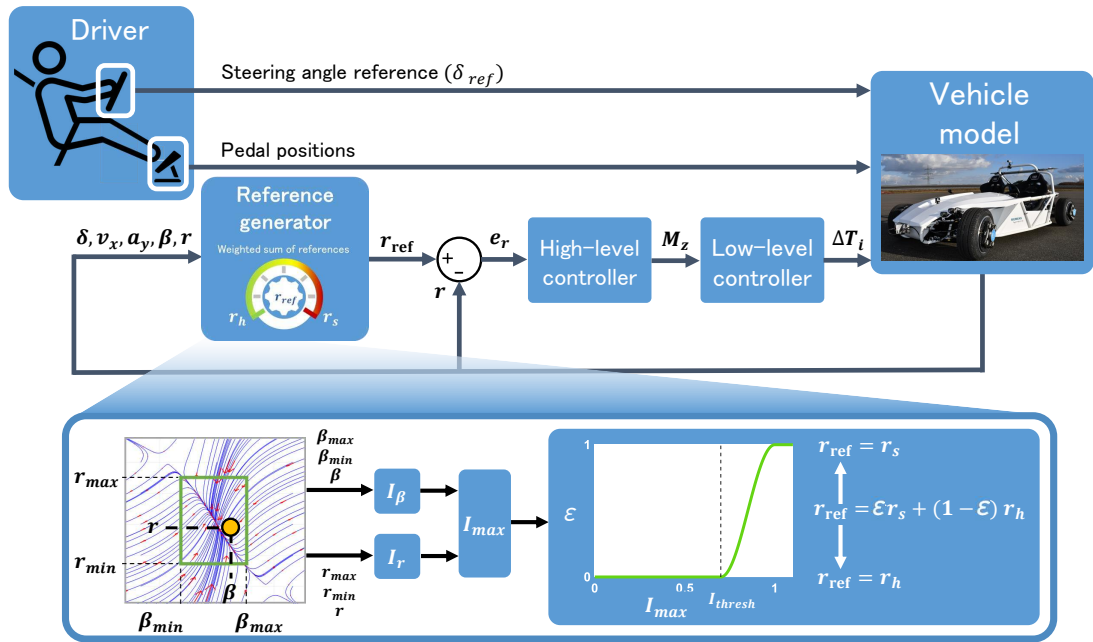 Driver
Steering angle reference (δ_ref)
Pedal positions
Vehicle
model
Reference
generator
Weighted sum of references
r_ref
r_h
r_s
δ, v_x, a_y, β, r
r_ref
+
−
r
e_r
High-level
controller
M_z
Low-level
controller
ΔT_i
r_max
r
r_min
β
β_min
β_max
β_max
β_min
β
r_max
r_min
r
I_β
I_r
I_max
ε
1
0
0
0.5
1
I_max
I_thresh
r_ref = r_s
r_ref = εr_s + (1 − ε) r_h
r_ref = r_h